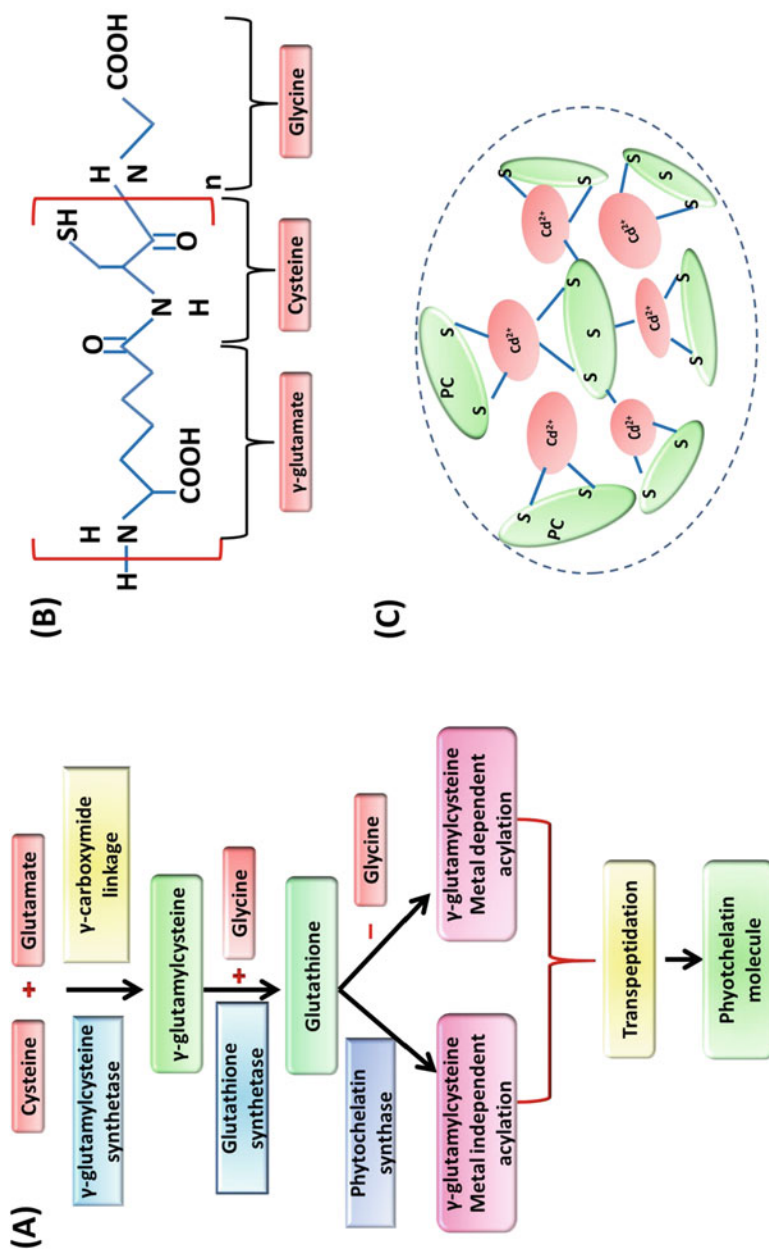 (A)
Cysteine + Glutamate
γ-glutamylcysteine
synthetase
γ-carboxymide
linkage
γ-glutamylcysteine
Glutathione
synthetase
+ Glycine
Glutathione
Phytochelatin
synthase
– Glycine
γ-glutamylcysteine
Metal independent
acylation
γ-glutamylcysteine
Metal dependent
acylation
Transpeptidation
Phyotchelatin
molecule
(B)
H
H
N
COOH
O
N
H
SH
O
H
N
n
COOH
γ-glutamate
Cysteine
Glycine
(C)
PC
S
S
Cd²⁺
PC
S
S
Cd²⁺
S
S
S
Cd²⁺
S
S
S
Cd²⁺
S
S
Cd²⁺
S
S
Cd²⁺
S
S